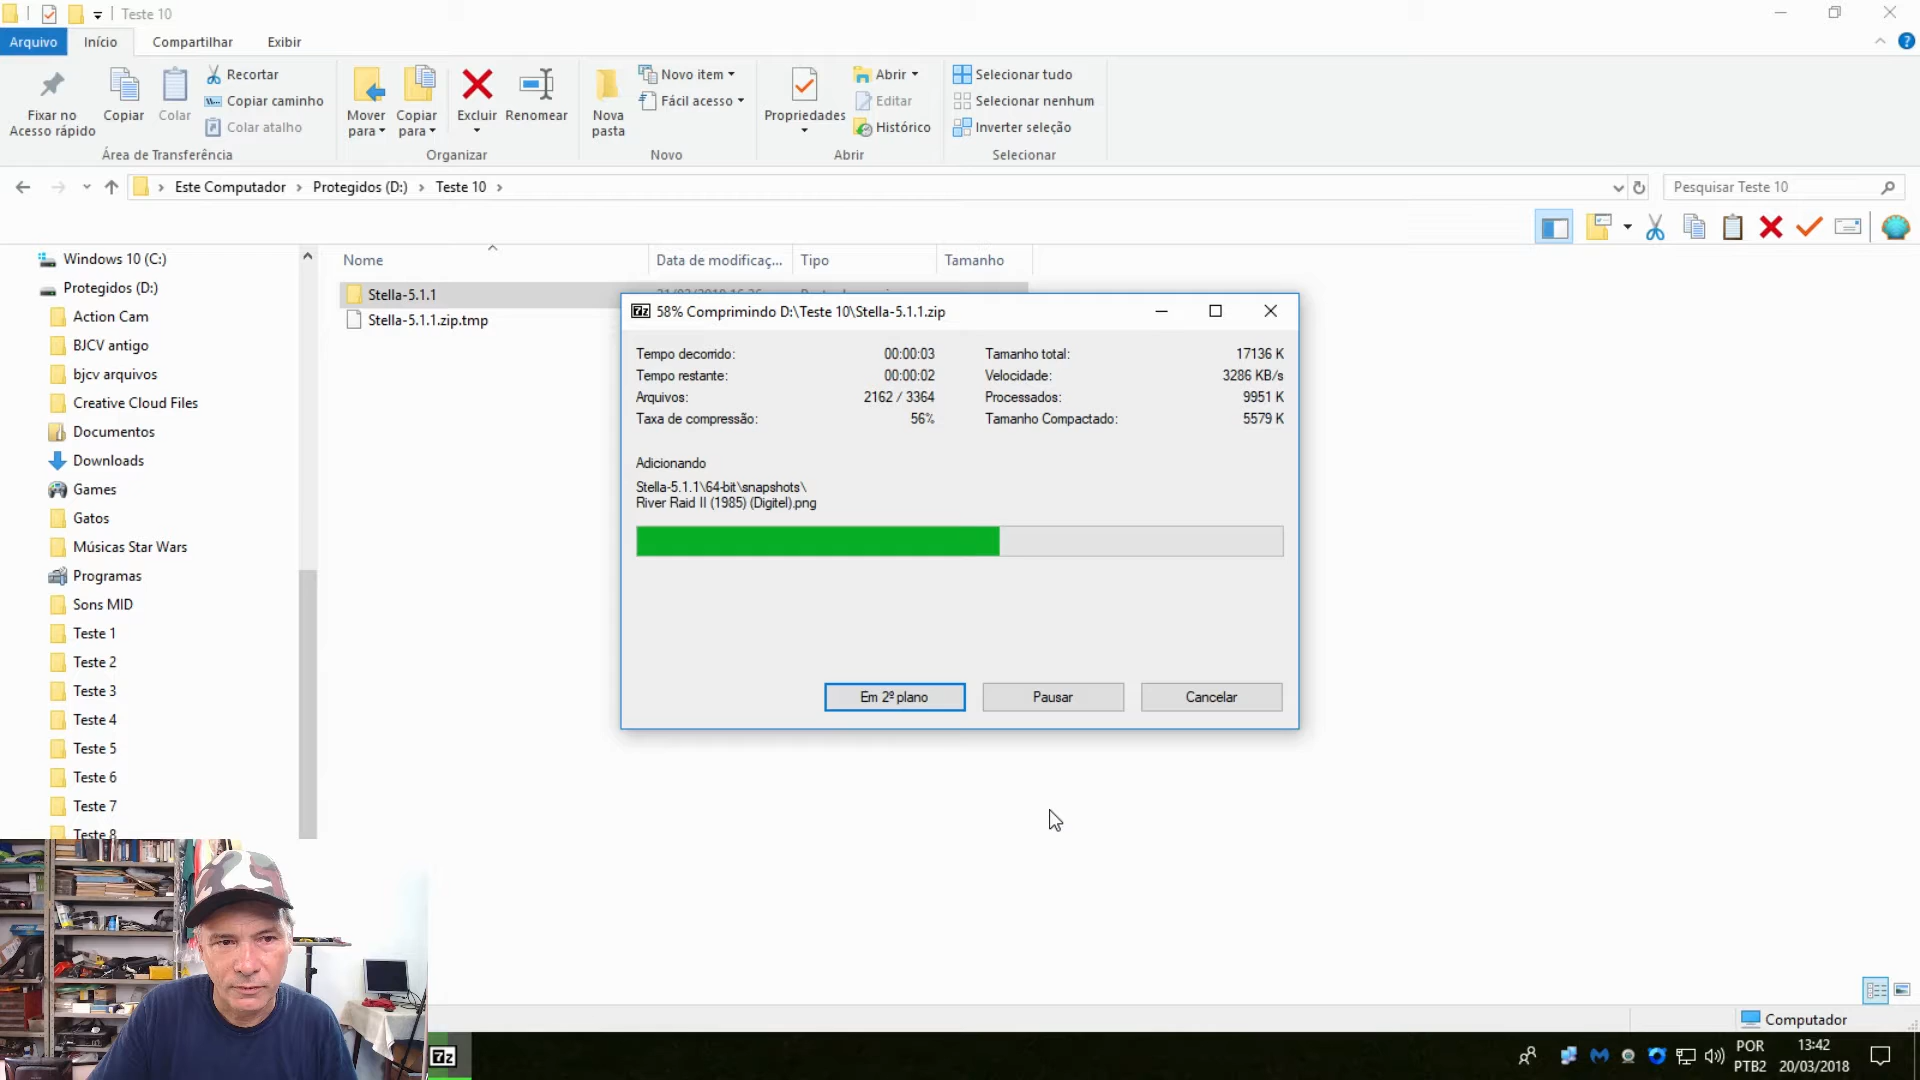 Teste 10
Arquivo
Início
Compartilhar
Exibir
Fixar no
Acesso rápido
Copiar
Colar
Recortar
Copiar caminho
Colar atalho
Área de Transferência
Mover
para
Copiar
para
Excluir
Renomear
Organizar
Nova
pasta
Novo item
Fácil acesso
Novo
Propriedades
Abrir
Editar
Histórico
Abrir
Selecionar tudo
Selecionar nenhum
Inverter seleção
Selecionar
Este Computador
Protegidos (D:)
Teste 10
Pesquisar Teste 10
Windows 10 (C:)
Protegidos (D:)
Action Cam
BJCV antigo
bjcv arquivos
Creative Cloud Files
Documentos
Downloads
Games
Gatos
Músicas Star Wars
Programas
Sons MID
Teste 1
Teste 2
Teste 3
Teste 4
Teste 5
Teste 6
Teste 7
Teste 8
Nome
Data de modificaç...
Tipo
Tamanho
Stella-5.1.1
Stella-5.1.1.zip.tmp
7z 58% Comprimindo D:\Teste 10\Stella-5.1.1.zip
Tempo decorrido: 00:00:03
Tempo restante: 00:00:02
Arquivos: 2162 / 3364
Taxa de compressão: 56%
Tamanho total: 17136 K
Velocidade: 3286 KB/s
Processados: 9951 K
Tamanho Compactado: 5579 K
Adicionando
Stella-5.1.1\64-bit\snapshots\
River Raid II (1985) (Digitel).png
Em 2º plano
Pausar
Cancelar
Computador
7z
POR
PTB2
13:42
20/03/2018